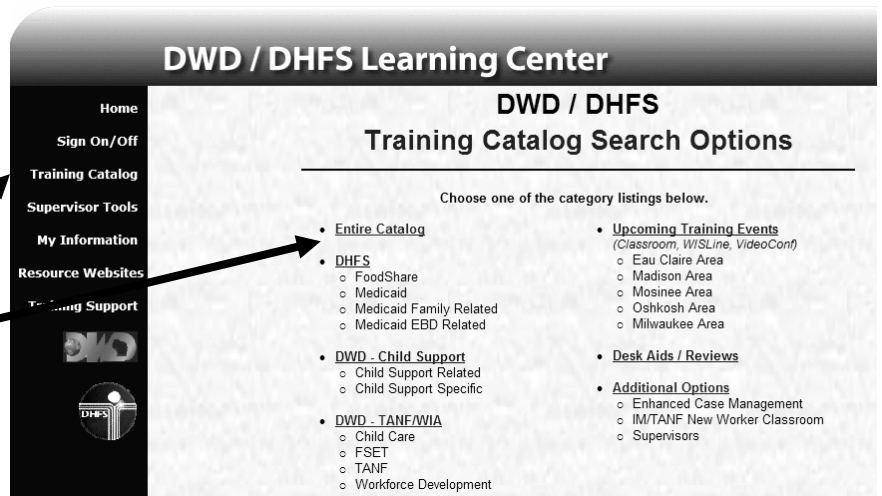 DWD / DHFS Learning Center
Home
Sign On/Off
Training Catalog
Supervisor Tools
My Information
Resource Websites
Training Support
DWD
DHFS
DWD / DHFS
Training Catalog Search Options
Choose one of the category listings below.
Entire Catalog
DHFS
FoodShare
Medicaid
Medicaid Family Related
Medicaid EBD Related
DWD - Child Support
Child Support Related
Child Support Specific
DWD - TANF/WIA
Child Care
FSET
TANF
Workforce Development
Upcoming Training Events
(Classroom, WISLine, VideoConf)
Eau Claire Area
Madison Area
Mosinee Area
Oshkosh Area
Milwaukee Area
Desk Aids / Reviews
Additional Options
Enhanced Case Management
IM/TANF New Worker Classroom
Supervisors